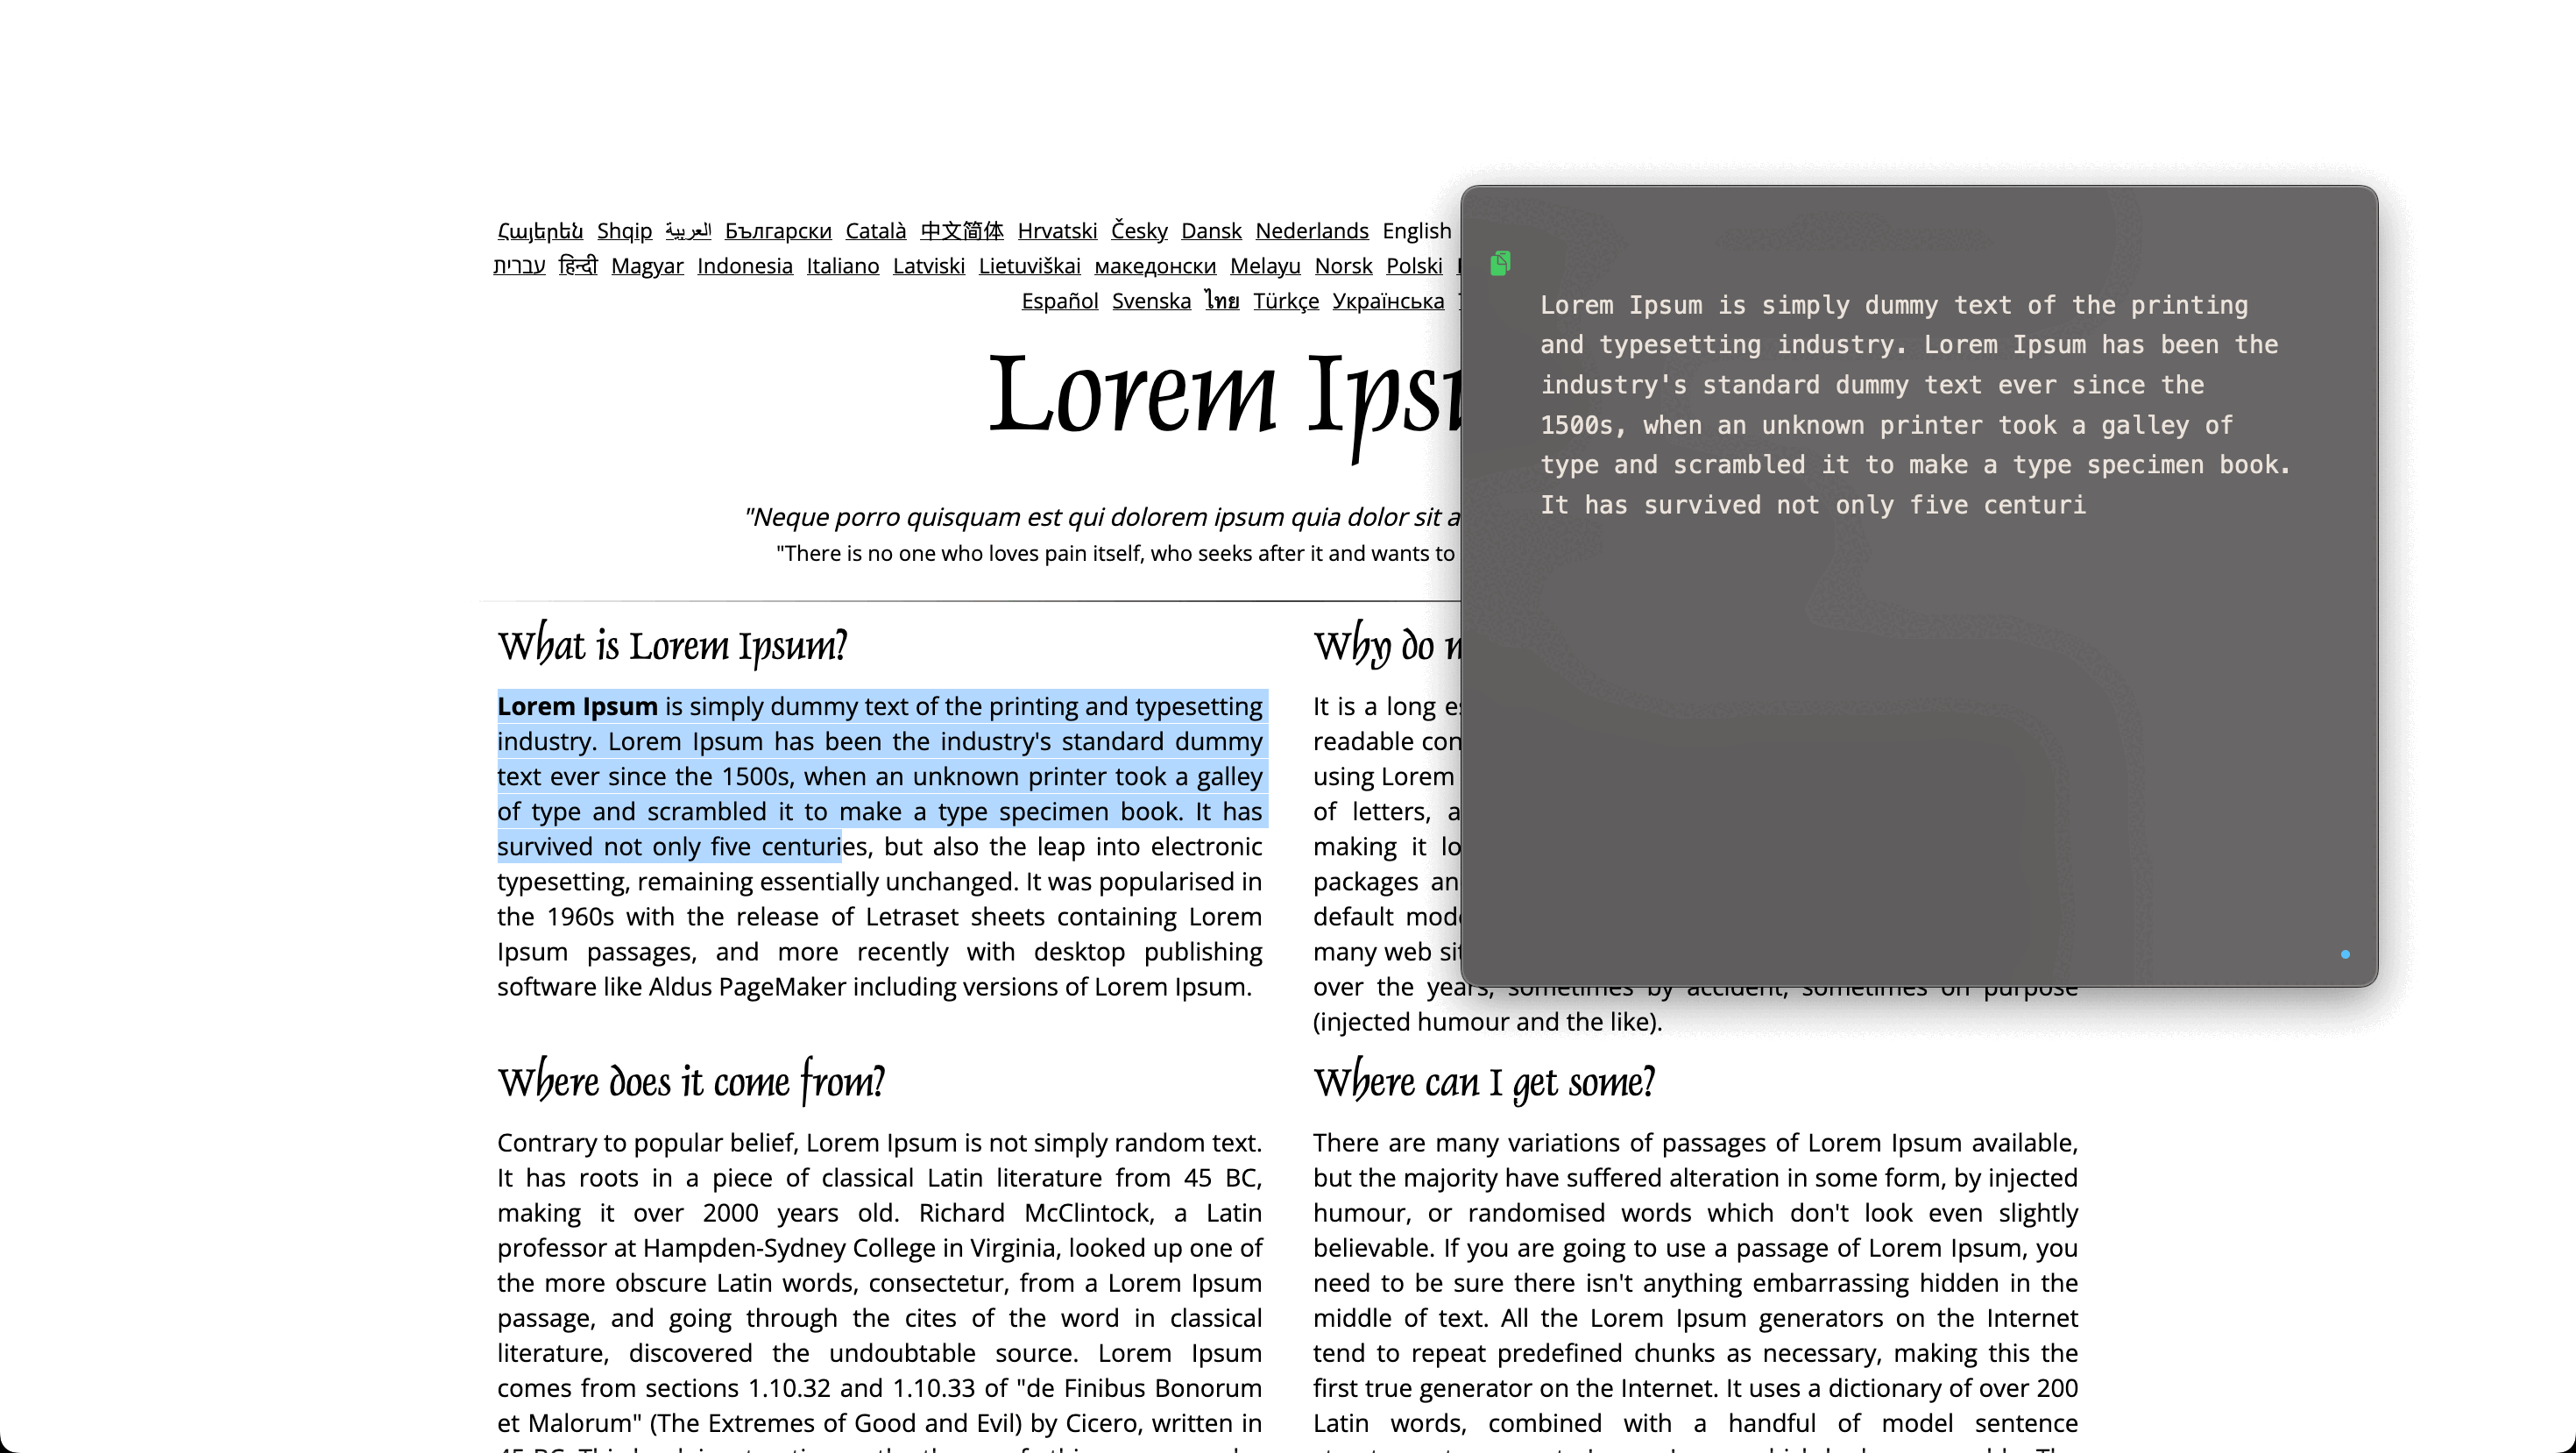 Հայերեն Shqip العربية Български Català 中文简体 Hrvatski Česky Dansk Nederlands English
עברית हिन्दी Magyar Indonesia Italiano Latviski Lietuviškai македонски Melayu Norsk Polski
Español Svenska ไทย Türkçe Українська
Lorem Ipsu
"Neque porro quisquam est qui dolorem ipsum quia dolor sit a
"There is no one who loves pain itself, who seeks after it and wants to
Lorem Ipsum is simply dummy text of the printing
and typesetting industry. Lorem Ipsum has been the
industry's standard dummy text ever since the
1500s, when an unknown printer took a galley of
type and scrambled it to make a type specimen book.
It has survived not only five centuri
What is Lorem Ipsum?
Lorem Ipsum is simply dummy text of the printing and typesetting
industry. Lorem Ipsum has been the industry's standard dummy
text ever since the 1500s, when an unknown printer took a galley
of type and scrambled it to make a type specimen book. It has
survived not only five centuries, but also the leap into electronic
typesetting, remaining essentially unchanged. It was popularised in
the 1960s with the release of Letraset sheets containing Lorem
Ipsum passages, and more recently with desktop publishing
software like Aldus PageMaker including versions of Lorem Ipsum.
Why do
It is a long
readable con
using Lorem
of letters, a
making it lo
packages an
default mod
many web sit
over the years, sometimes by accident, sometimes on purpose
(injected humour and the like).
Where does it come from?
Contrary to popular belief, Lorem Ipsum is not simply random text.
It has roots in a piece of classical Latin literature from 45 BC,
making it over 2000 years old. Richard McClintock, a Latin
professor at Hampden-Sydney College in Virginia, looked up one of
the more obscure Latin words, consectetur, from a Lorem Ipsum
passage, and going through the cites of the word in classical
literature, discovered the undoubtable source. Lorem Ipsum
comes from sections 1.10.32 and 1.10.33 of "de Finibus Bonorum
et Malorum" (The Extremes of Good and Evil) by Cicero, written in
Where can I get some?
There are many variations of passages of Lorem Ipsum available,
but the majority have suffered alteration in some form, by injected
humour, or randomised words which don't look even slightly
believable. If you are going to use a passage of Lorem Ipsum, you
need to be sure there isn't anything embarrassing hidden in the
middle of text. All the Lorem Ipsum generators on the Internet
tend to repeat predefined chunks as necessary, making this the
first true generator on the Internet. It uses a dictionary of over 200
Latin words, combined with a handful of model sentence